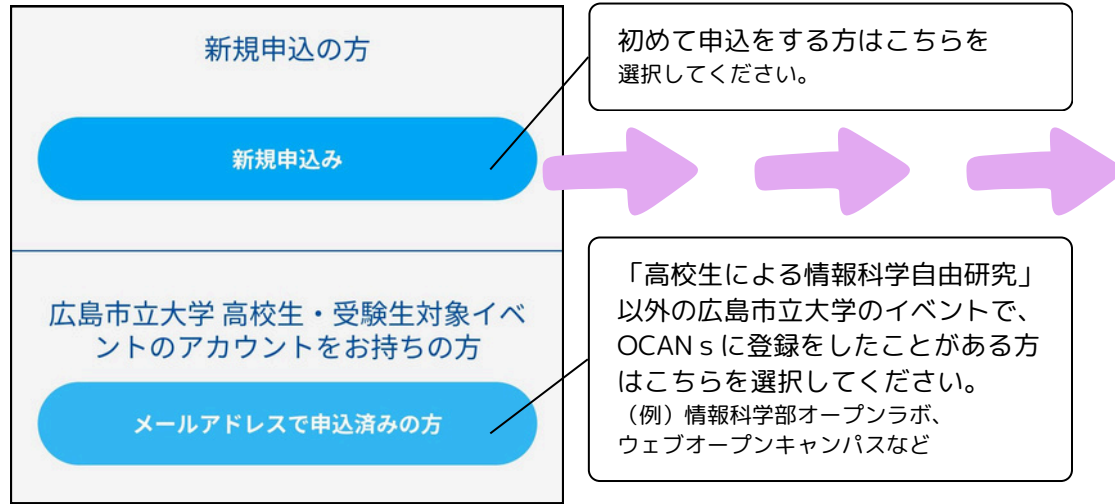 新規申込の方
新規申込み
初めて申込をする方はこちらを
選択してください。
広島市立大学 高校生・受験生対象イベ
ントのアカウントをお持ちの方
メールアドレスで申込済みの方
「高校生による情報科学自由研究」
以外の広島市立大学のイベントで、
OCANｓに登録をしたことがある方
はこちらを選択してください。
（例）情報科学部オープンラボ、
ウェブオープンキャンパスなど